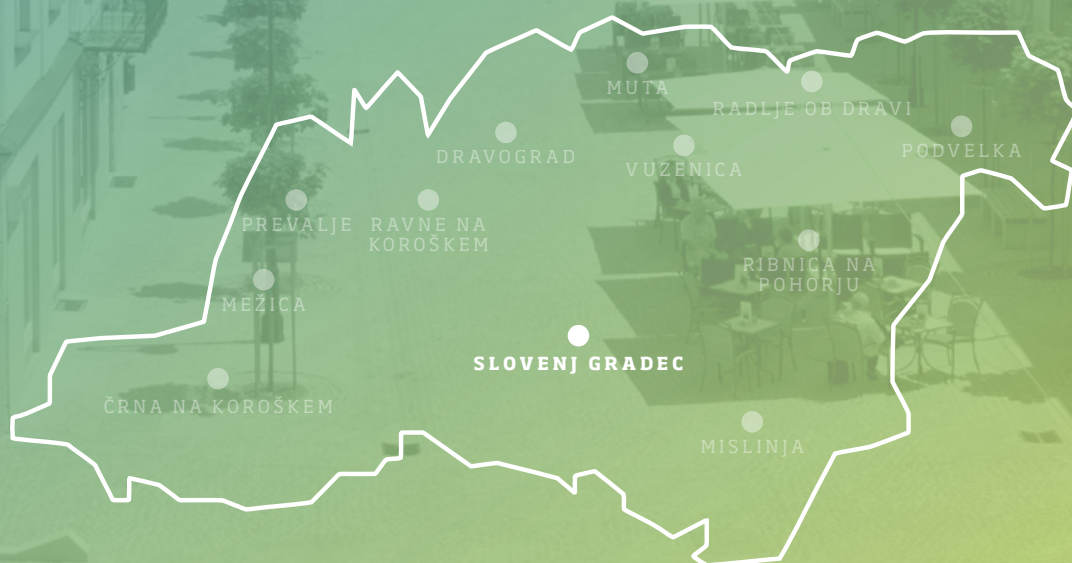 MUTA
RADLJE OB DRAVI
PODVELKA
DRAVOGRAD
VUZENICA
PREVALJE
RAVNE NA
KOROŠKEM
RIBNICA NA
POHORJU
MEŽICA
SLOVENJ GRADEC
ČRNA NA KOROŠKEM
MISLINJA